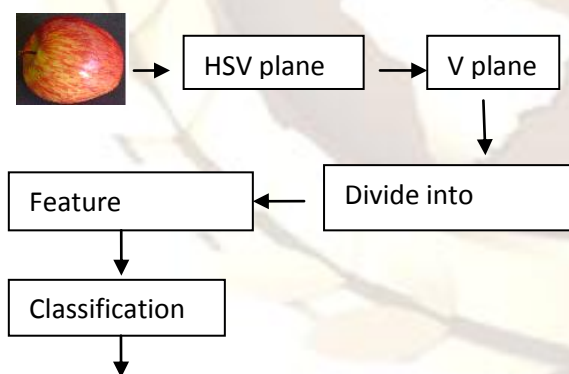 HSV plane
V plane
Divide into
Feature
Classification